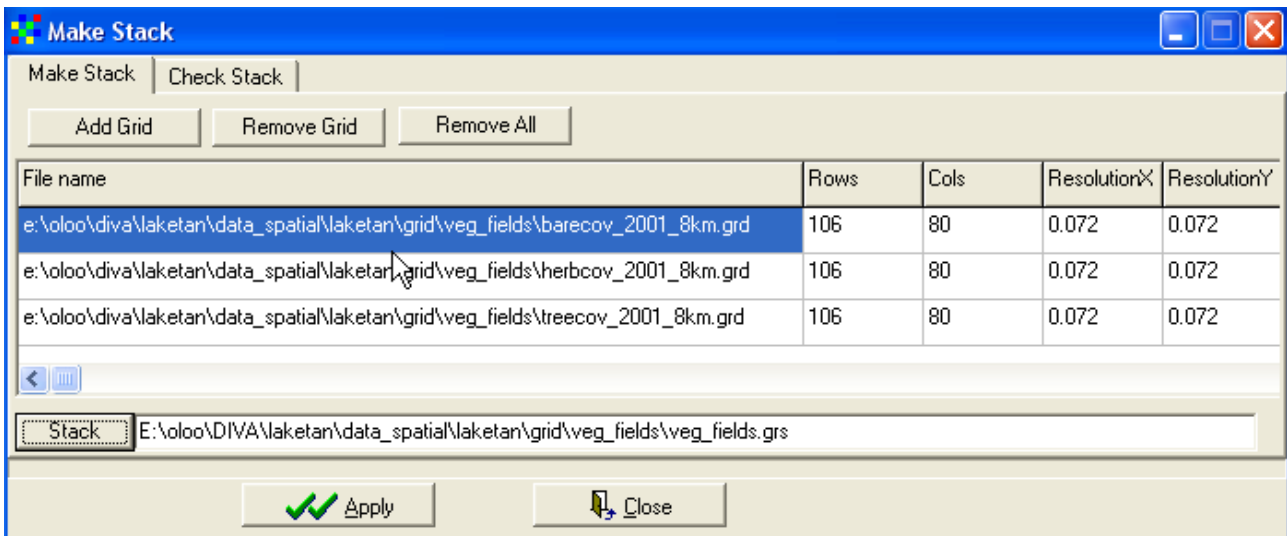 Make Stack
Make Stack Check Stack
Add Grid Remove Grid Remove All
File name Rows Cols ResolutionX ResolutionY
e:\oloo\diva\laketan\data_spatial\laketan\grid\veg_fields\barecov_2001_8km.grd 106 80 0.072 0.072
e:\oloo\diva\laketan\data_spatial\laketan\grid\veg_fields\herbcov_2001_8km.grd 106 80 0.072 0.072
e:\oloo\diva\laketan\data_spatial\laketan\grid\veg_fields\treecov_2001_8km.grd 106 80 0.072 0.072
Stack E:\oloo\DIVA\laketan\data_spatial\laketan\grid\veg_fields\veg_fields.grs
Apply Close